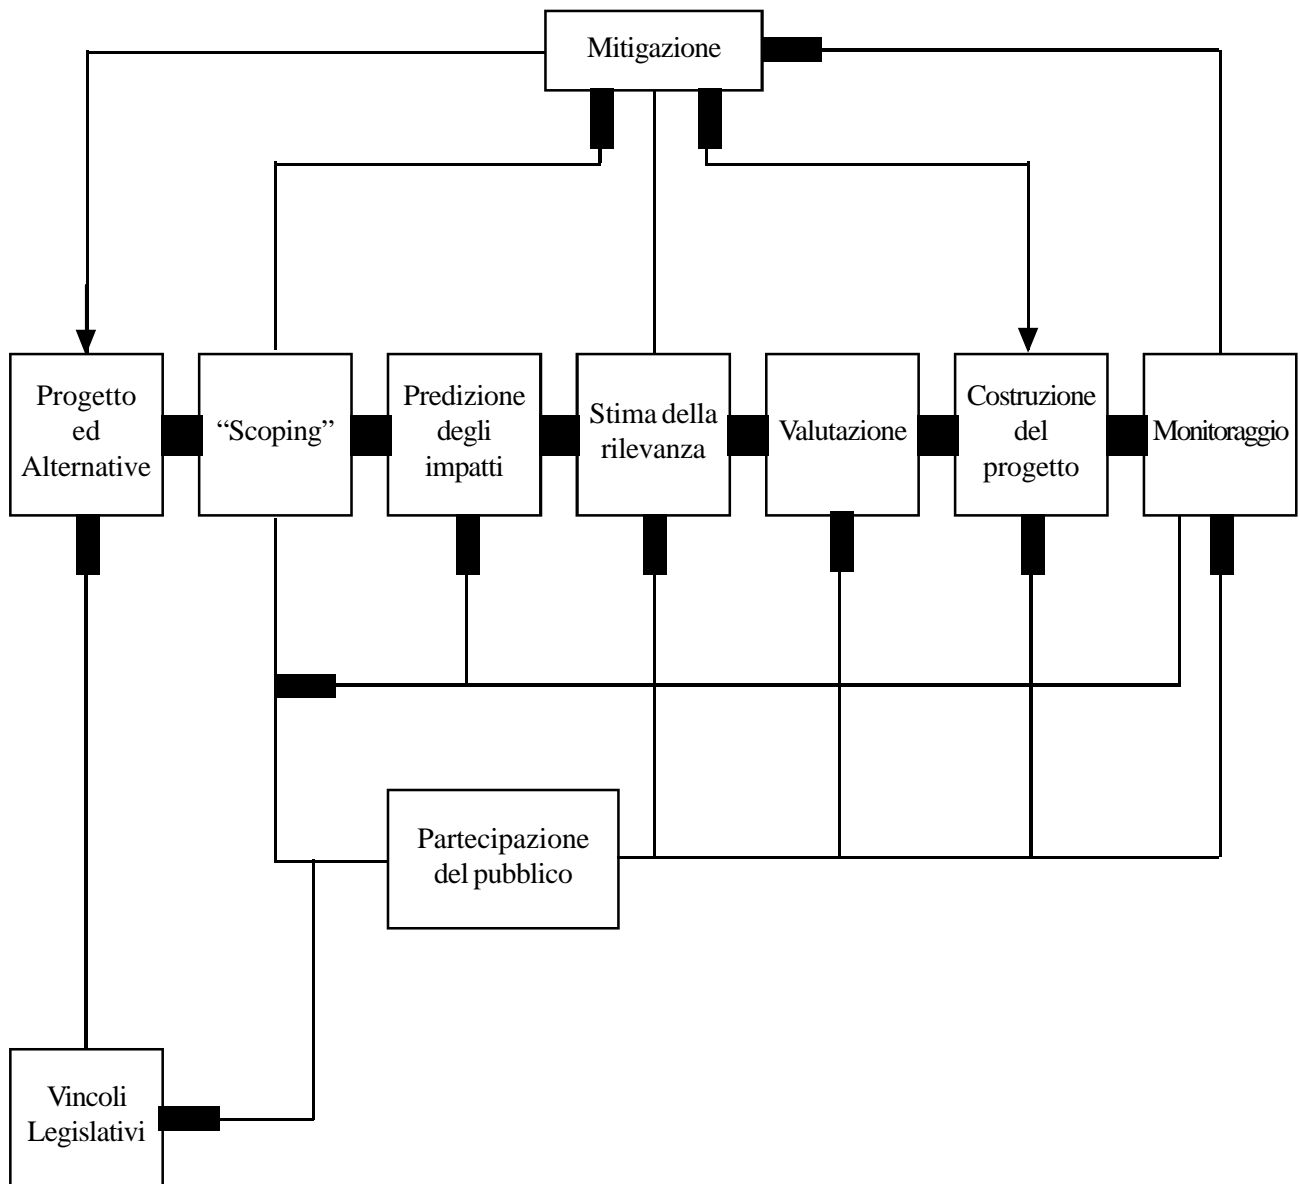 Mitigazione
Progetto
ed
Alternative
“Scoping”
Predizione
degli
impatti
Stima della
rilevanza
Valutazione
Costruzione
del
progetto
Monitoraggio
Partecipazione
del pubblico
Vincoli
Legislativi